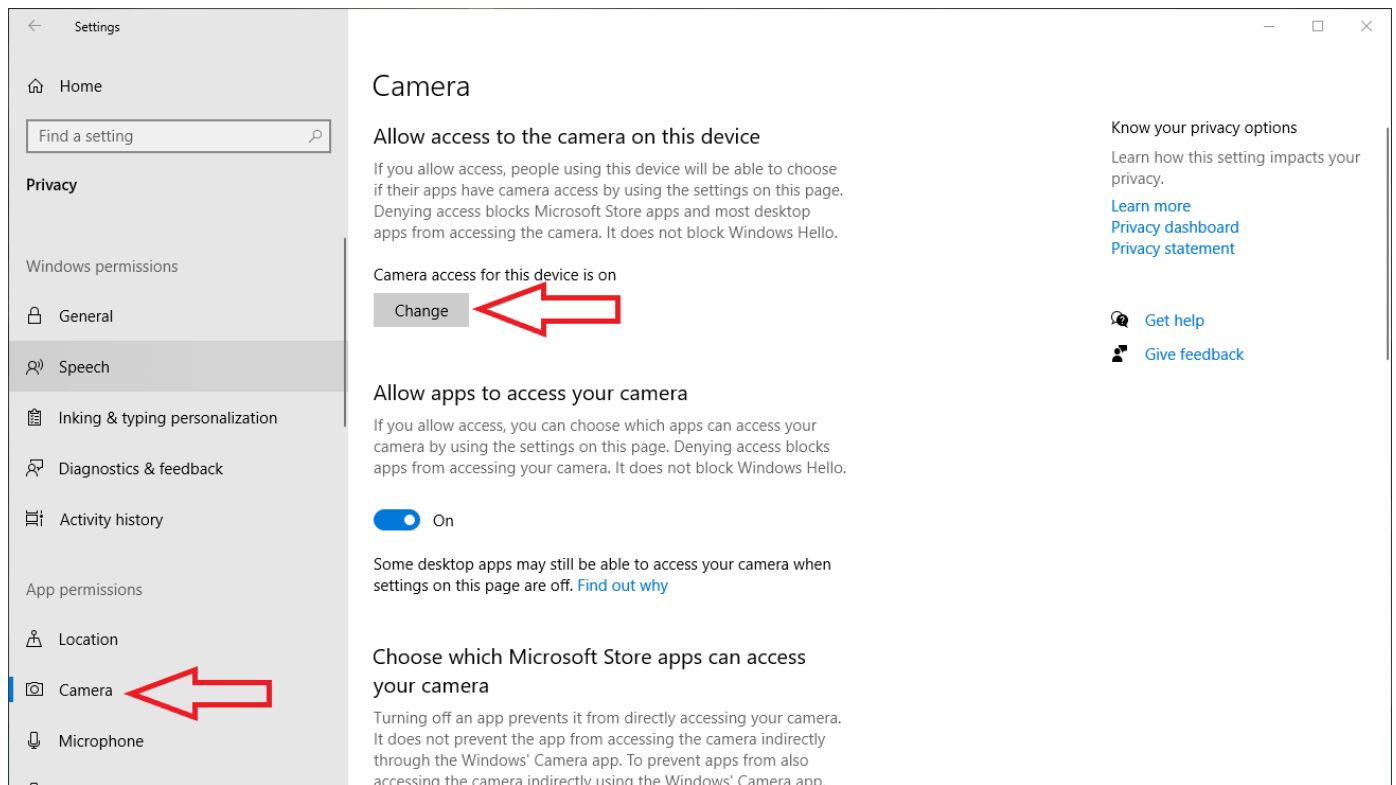 Settings
Home
Find a setting
Privacy
Windows permissions
General
Speech
Inking & typing personalization
Diagnostics & feedback
Activity history
App permissions
Location
Camera
Microphone
Camera
Allow access to the camera on this device
If you allow access, people using this device will be able to choose
if their apps have camera access by using the settings on this page.
Denying access blocks Microsoft Store apps and most desktop
apps from accessing the camera. It does not block Windows Hello.
Camera access for this device is on
Change
Allow apps to access your camera
If you allow access, you can choose which apps can access your
camera by using the settings on this page. Denying access blocks
apps from accessing your camera. It does not block Windows Hello.
On
Some desktop apps may still be able to access your camera when
settings on this page are off. Find out why
Choose which Microsoft Store apps can access
your camera
Turning off an app prevents it from directly accessing your camera.
It does not prevent the app from accessing the camera indirectly
through the Windows' Camera app. To prevent apps from also
accessing the camera indirectly using the Windows' Camera app,
Know your privacy options
Learn how this setting impacts your
privacy.
Learn more
Privacy dashboard
Privacy statement
Get help
Give feedback